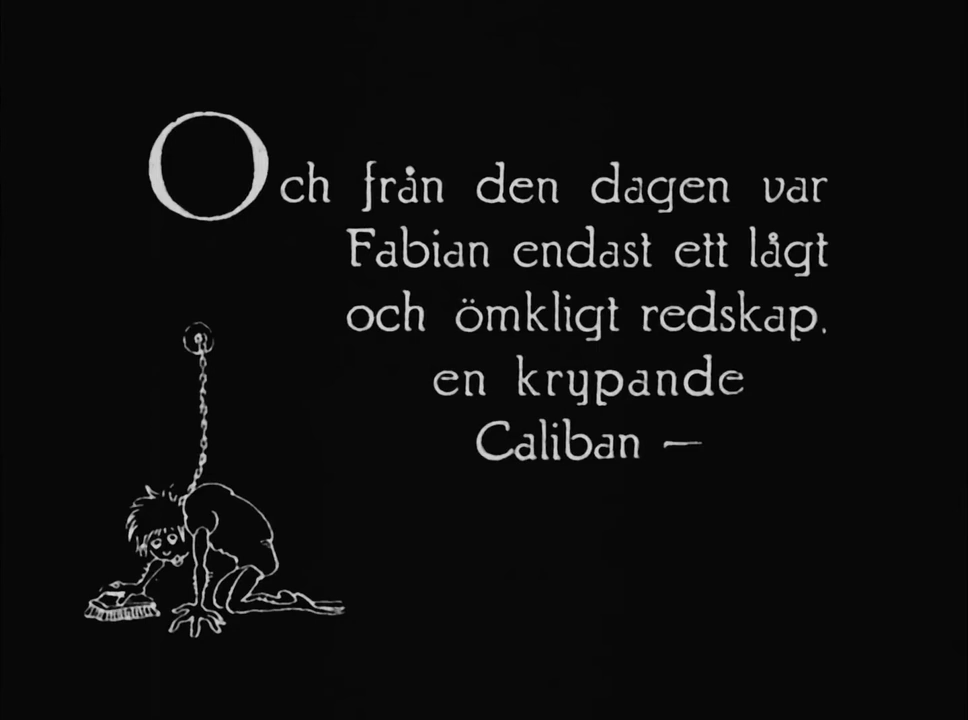 Och från den dagen var
Fabian endast ett lågt
och ömkligt redskap.
en krypande
Caliban —